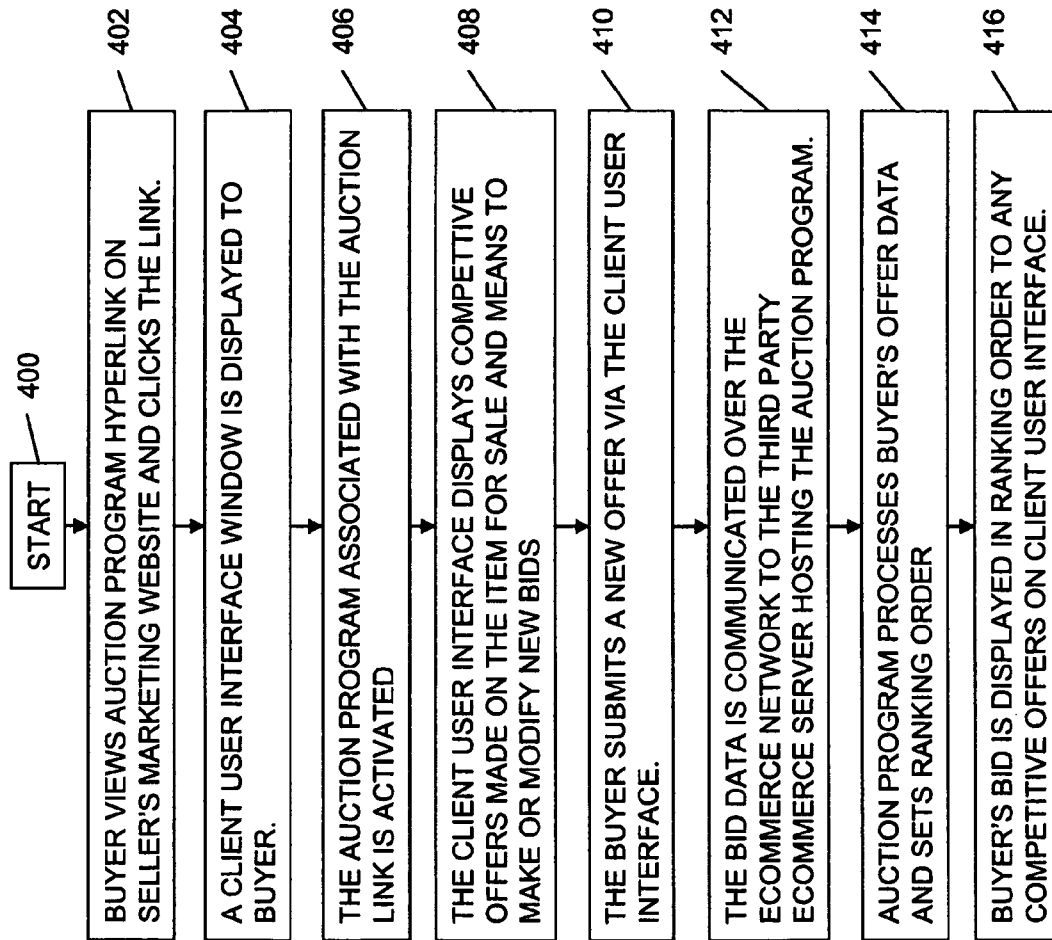 START
400
BUYER VIEWS AUCTION PROGRAM HYPERLINK ON
SELLER'S MARKETING WEBSITE AND CLICKS THE LINK.
402
A CLIENT USER INTERFACE WINDOW IS DISPLAYED TO
BUYER.
404
THE AUCTION PROGRAM ASSOCIATED WITH THE AUCTION
LINK IS ACTIVATED
406
THE CLIENT USER INTERFACE DISPLAYS COMPETTIVE
OFFERS MADE ON THE ITEM FOR SALE AND MEANS TO
MAKE OR MODIFY NEW BIDS
408
THE BUYER SUBMITS A NEW OFFER VIA THE CLIENT USER
INTERFACE.
410
THE BID DATA IS COMMUNICATED OVER THE
ECOMMERCE NETWORK TO THE THIRD PARTY
ECOMMERCE SERVER HOSTING THE AUCTION PROGRAM.
412
AUCTION PROGRAM PROCESSES BUYER'S OFFER DATA
AND SETS RANKING ORDER
414
BUYER'S BID IS DISPLAYED IN RANKING ORDER TO ANY
COMPETITIVE OFFERS ON CLIENT USER INTERFACE.
416